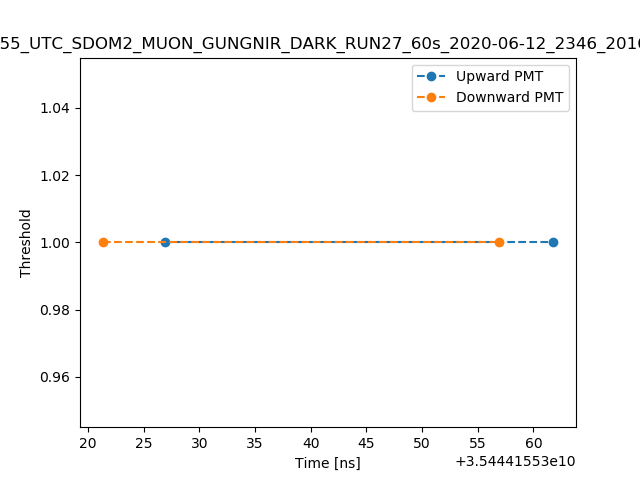 55_UTC_SDOM2_MUON_GUNGNIR_DARK_RUN27_60s_2020-06-12_2346_2016
Upward PMT
Downward PMT
Threshold
1.04
1.02
1.00
0.98
0.96
20 25 30 35 40 45 50 55 60
Time [ns]
+3.54441553e10